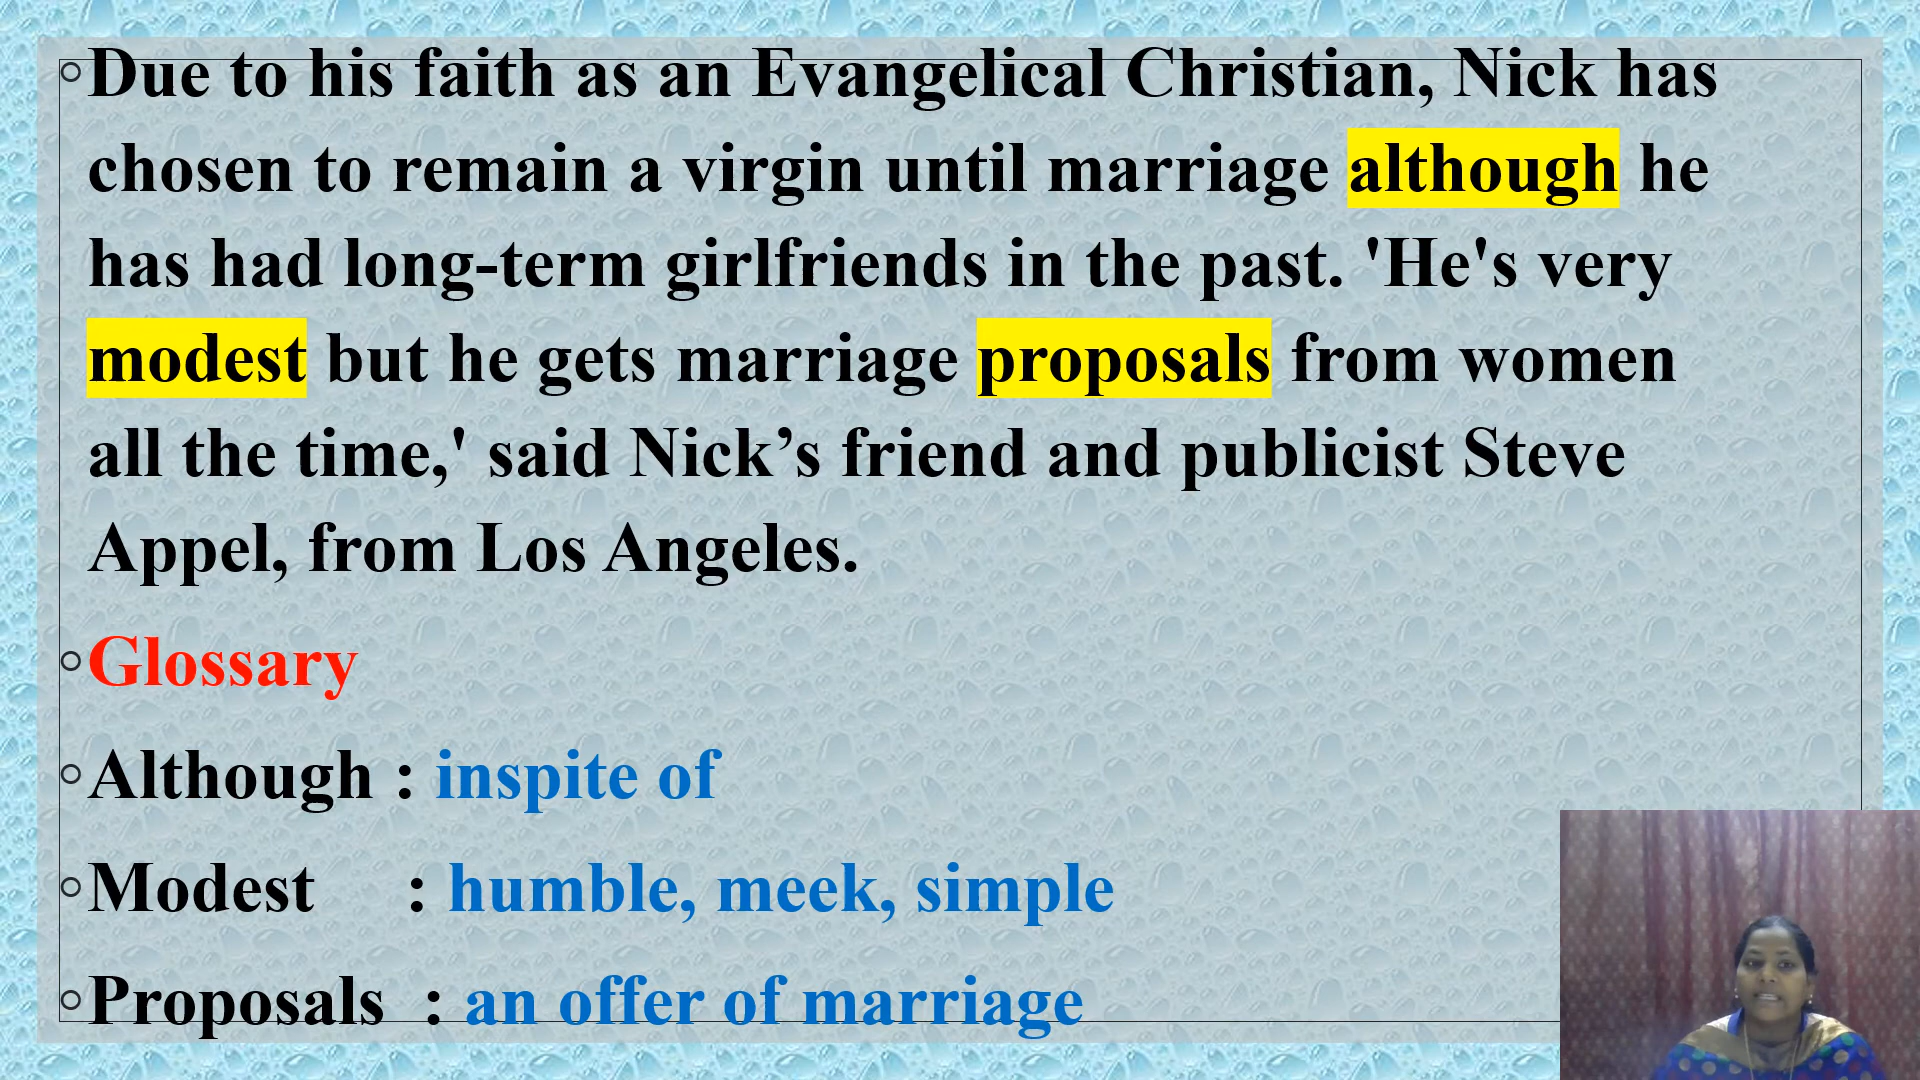 Due to his faith as an Evangelical Christian, Nick has
chosen to remain a virgin until marriage although he
has had long-term girlfriends in the past. 'He's very
modest but he gets marriage proposals from women
all the time,' said Nick’s friend and publicist Steve
Appel, from Los Angeles.
Glossary
Although : inspite of
Modest : humble, meek, simple
Proposals : an offer of marriage